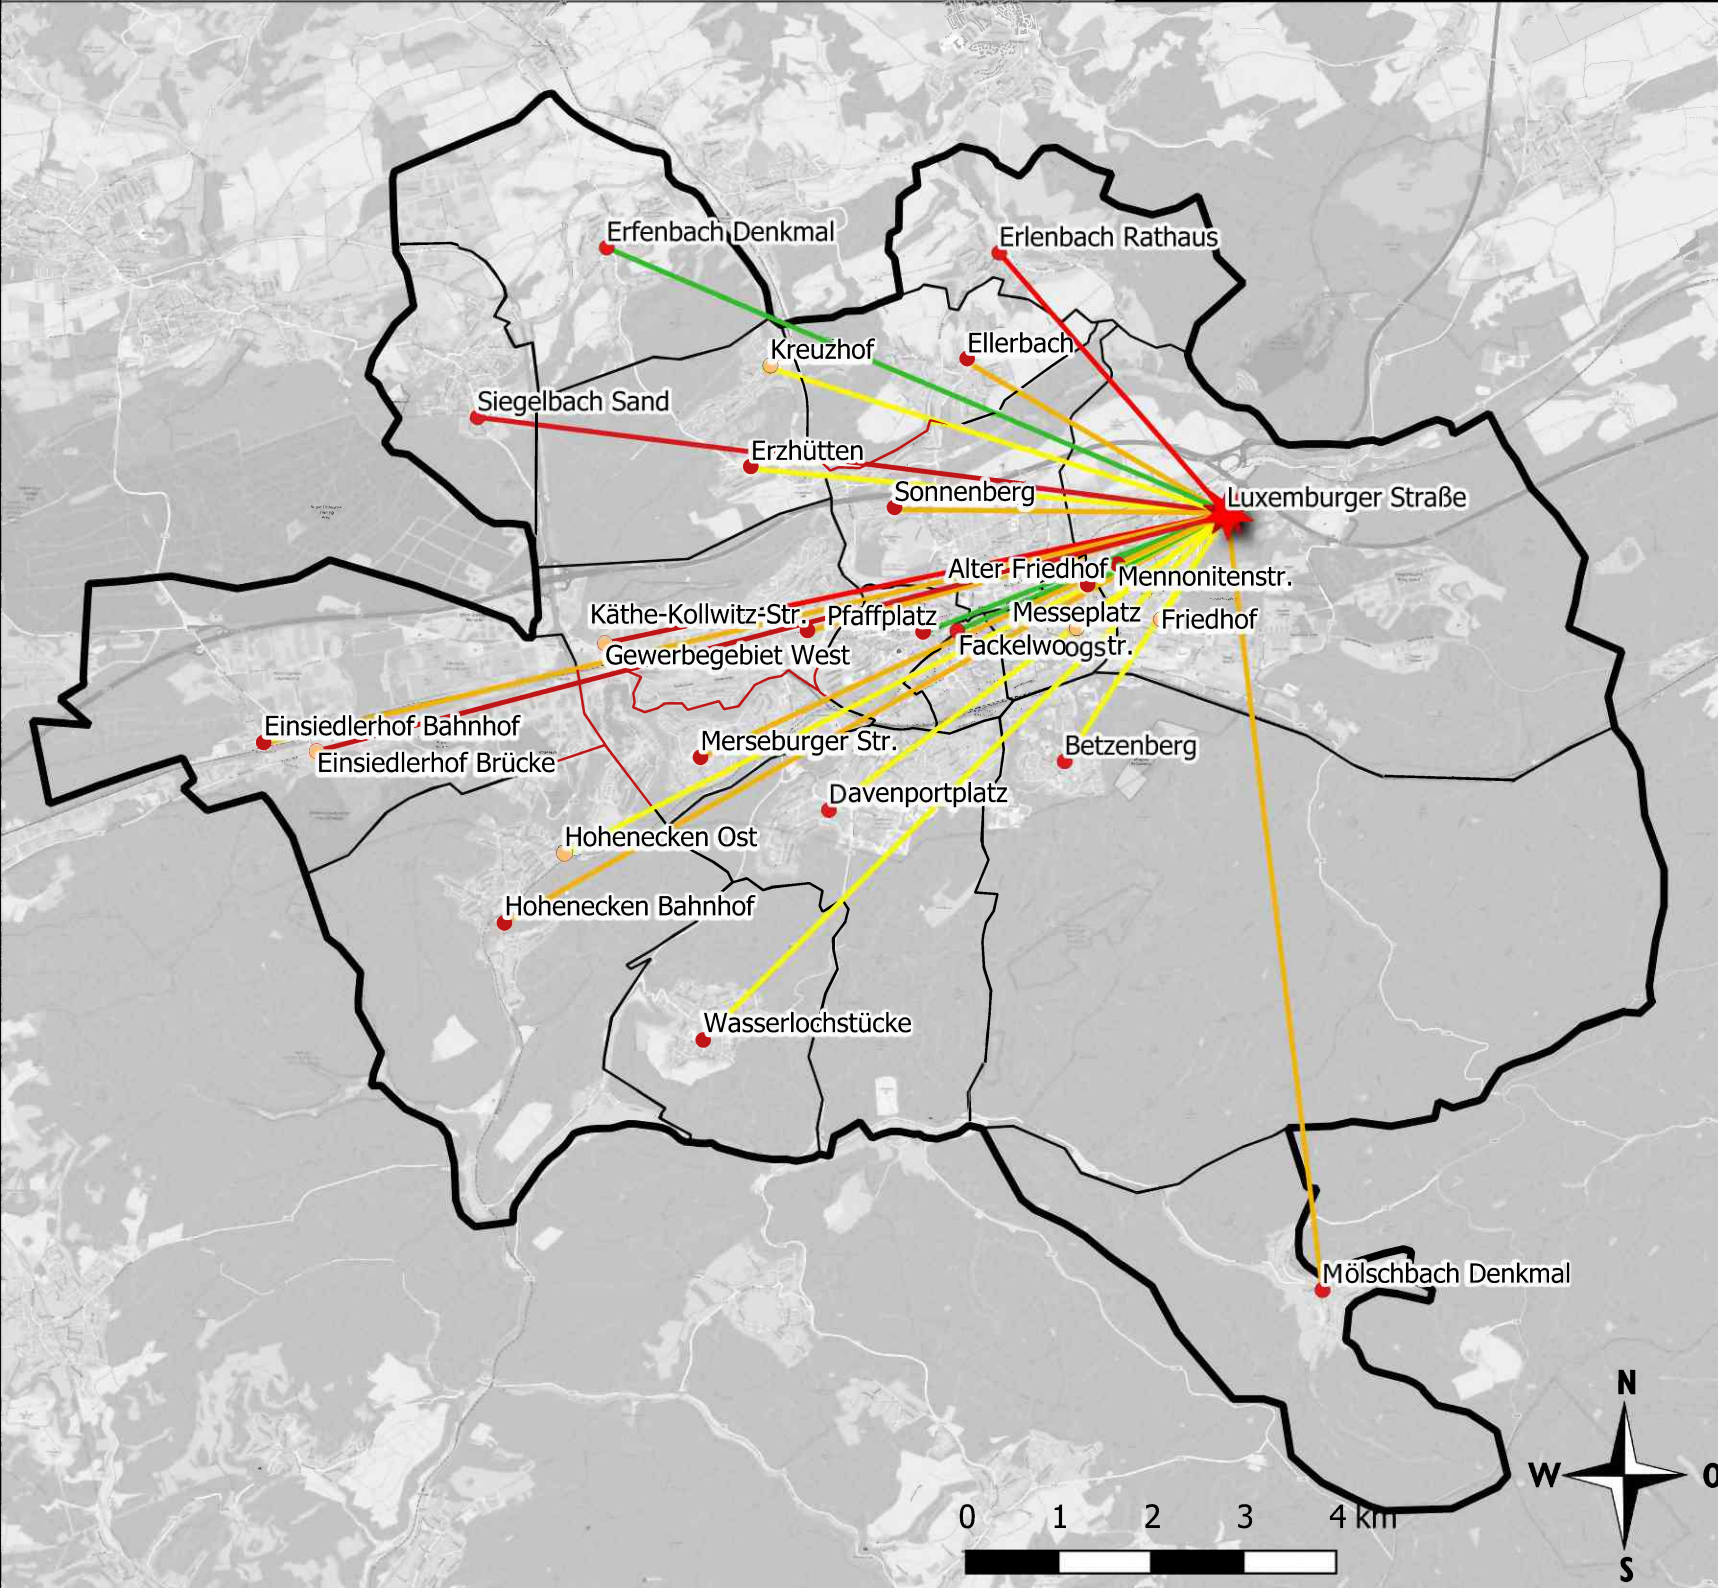 Erfenbach Denkmal
Erlenbach Rathaus
Kreuzhof
Ellerbach
Siegelbach Sand
Erzhütten
Sonnenberg
Luxemburger Straße
Alter Friedhof
Mennonitenstr.
Käthe-Kollwitz-Str.
Pfaffplatz
Messeplatz
Friedhof
Fackelwoogstr.
Gewerbegebiet West
Einsiedlerhof Bahnhof
Merseburger Str.
Betzenberg
Einsiedlerhof Brücke
Davenportplatz
Hohenecken Ost
Hohenecken Bahnhof
Wasserlochstücke
Mölschbach Denkmal
N
W
O
S
0 1 2 3 4 km